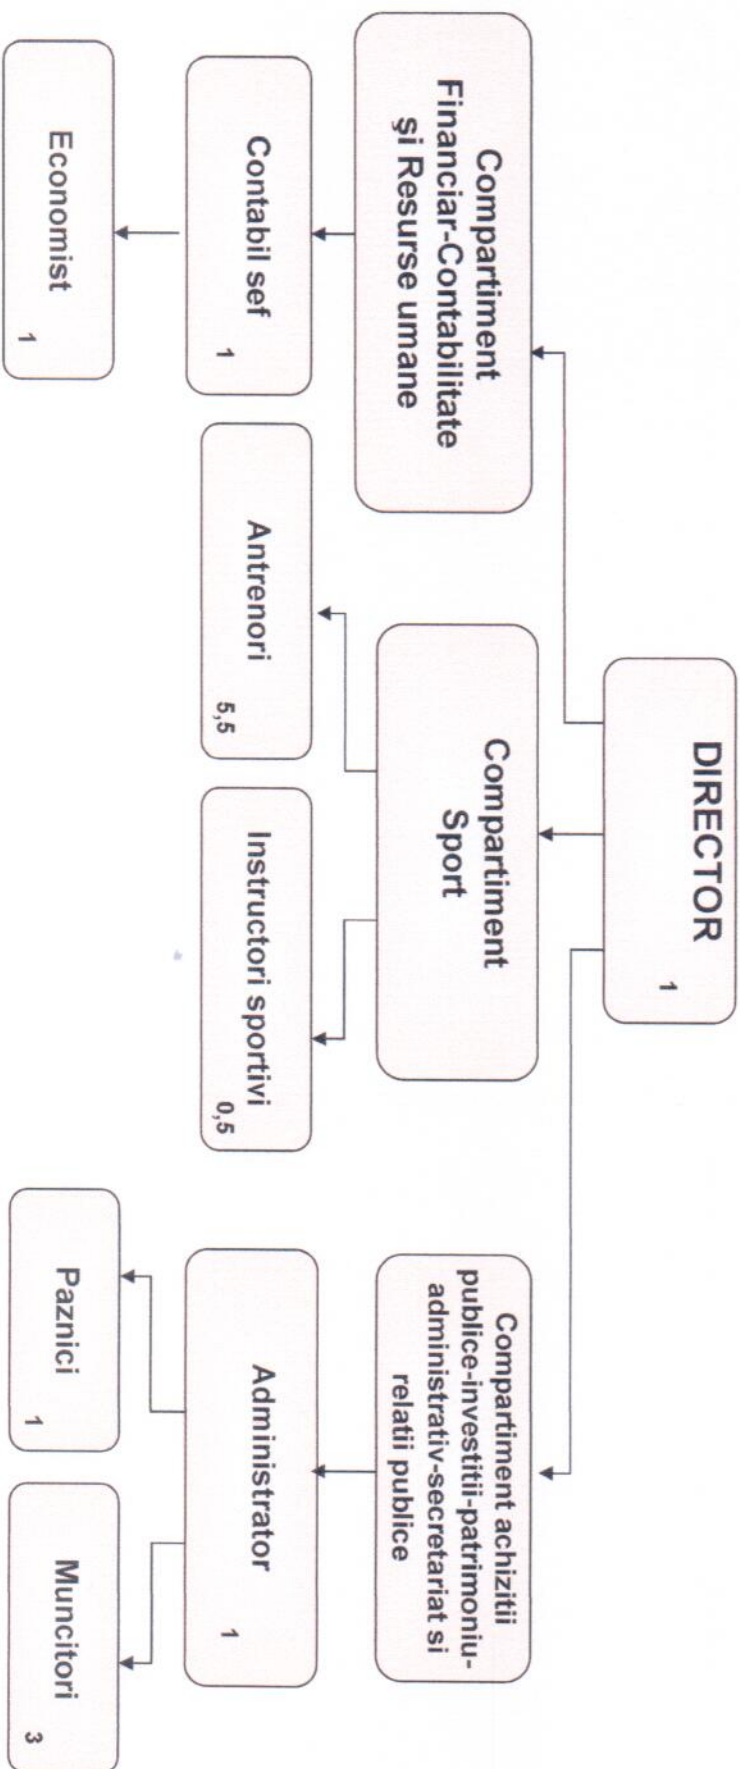 DIRECTOR
1
Compartiment
Financiar-Contabilitate
și Resurse umane
Compartiment
Sport
Compartiment achizitii
publice-investitii-patrimoniu-
administrativ-secretariat si
relatii publice
Contabil sef
1
Antrenori
5,5
Instructori sportivi
0,5
Administrator
1
Economist
1
Paznici
1
Muncitori
3